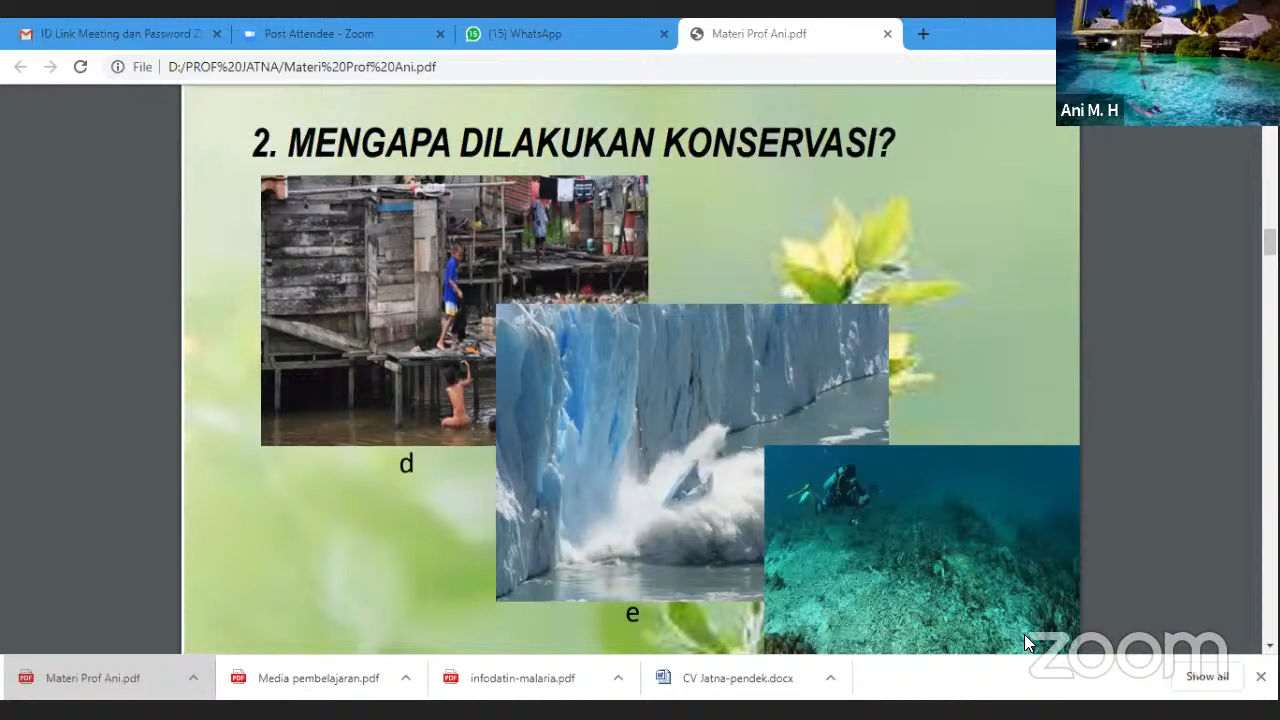 ID Link Meeting dan Password Z
Post Attendee - Zoom
(15) WhatsApp
Materi Prof Ani.pdf
File
D:/PROF%20JATNA/Materi%20Prof%20Ani.pdf
Ani M. H
2. MENGAPA DILAKUKAN KONSERVASI?
d
e
zoom
Materi Prof Ani.pdf
Media pembelajaran.pdf
infodatin-malaria.pdf
CV Jatna-pendek.docx
Show all